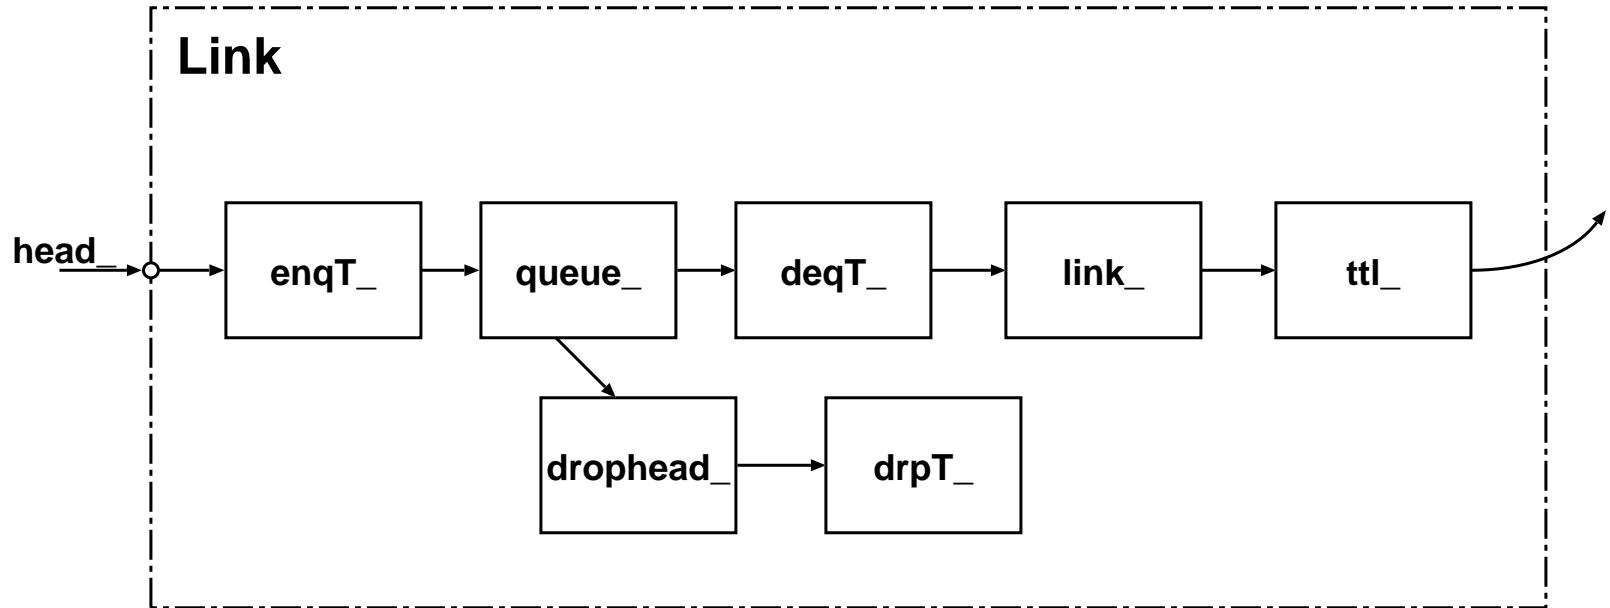 Link
head_
enqT_
queue_
deqT_
link_
ttl_
drophead_
drpT_